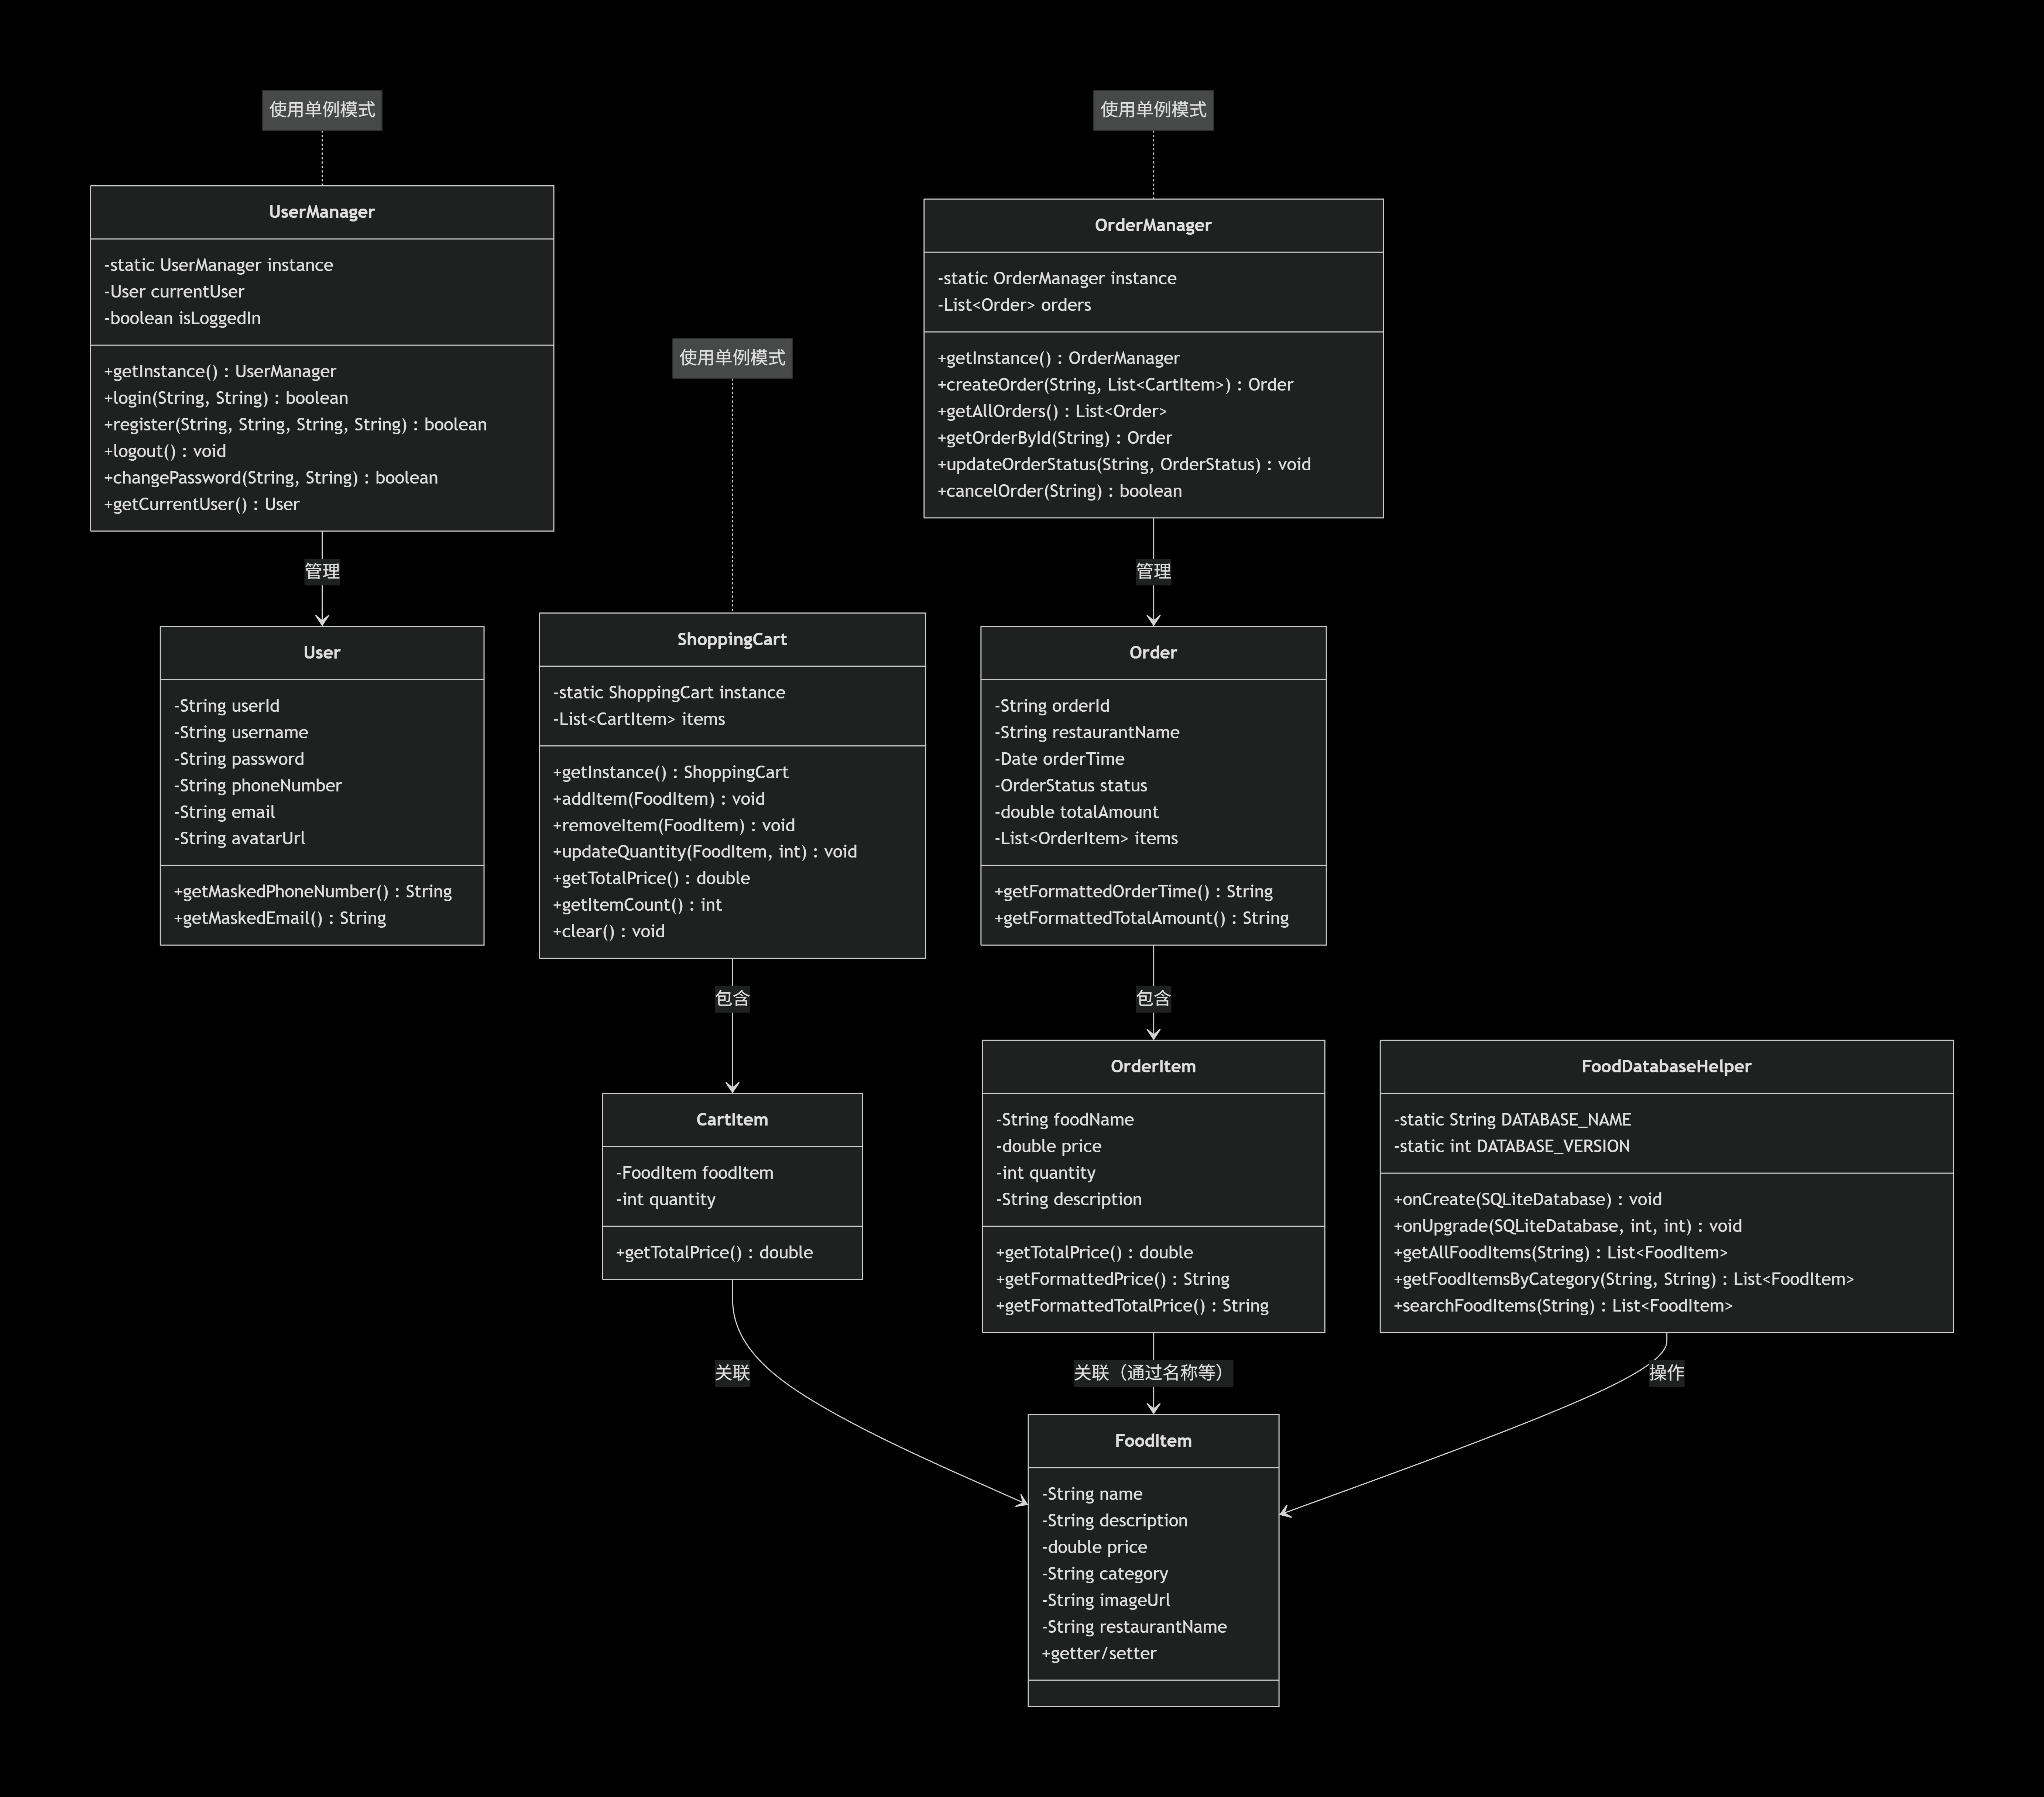 使用单例模式
UserManager
-static UserManager instance
-User currentUser
-boolean isLoggedIn
+getInstance() : UserManager
+login(String, String) : boolean
+register(String, String, String, String) : boolean
+logout() : void
+changePassword(String, String) : boolean
+getCurrentUser() : User
管理
User
-String userId
-String username
-String password
-String phoneNumber
-String email
-String avatarUrl
+getMaskedPhoneNumber() : String
+getMaskedEmail() : String
使用单例模式
ShoppingCart
-static ShoppingCart instance
-List<CartItem> items
+getInstance() : ShoppingCart
+addItem(FoodItem) : void
+removeItem(FoodItem) : void
+updateQuantity(FoodItem, int) : void
+getTotalPrice() : double
+getItemCount() : int
+clear() : void
包含
CartItem
-FoodItem foodItem
-int quantity
+getTotalPrice() : double
关联
使用单例模式
OrderManager
-static OrderManager instance
-List<Order> orders
+getInstance() : OrderManager
+createOrder(String, List<CartItem>) : Order
+getAllOrders() : List<Order>
+getOrderById(String) : Order
+updateOrderStatus(String, OrderStatus) : void
+cancelOrder(String) : boolean
管理
Order
-String orderId
-String restaurantName
-Date orderTime
-OrderStatus status
-double totalAmount
-List<OrderItem> items
+getFormattedOrderTime() : String
+getFormattedTotalAmount() : String
包含
OrderItem
-String foodName
-double price
-int quantity
-String description
+getTotalPrice() : double
+getFormattedPrice() : String
+getFormattedTotalPrice() : String
关联（通过名称等）
FoodDatabaseHelper
-static String DATABASE_NAME
-static int DATABASE_VERSION
+onCreate(SQLiteDatabase) : void
+onUpgrade(SQLiteDatabase, int, int) : void
+getAllFoodItems(String) : List<FoodItem>
+getFoodItemsByCategory(String, String) : List<FoodItem>
+searchFoodItems(String) : List<FoodItem>
操作
FoodItem
-String name
-String description
-double price
-String category
-String imageUrl
-String restaurantName
+getter/setter